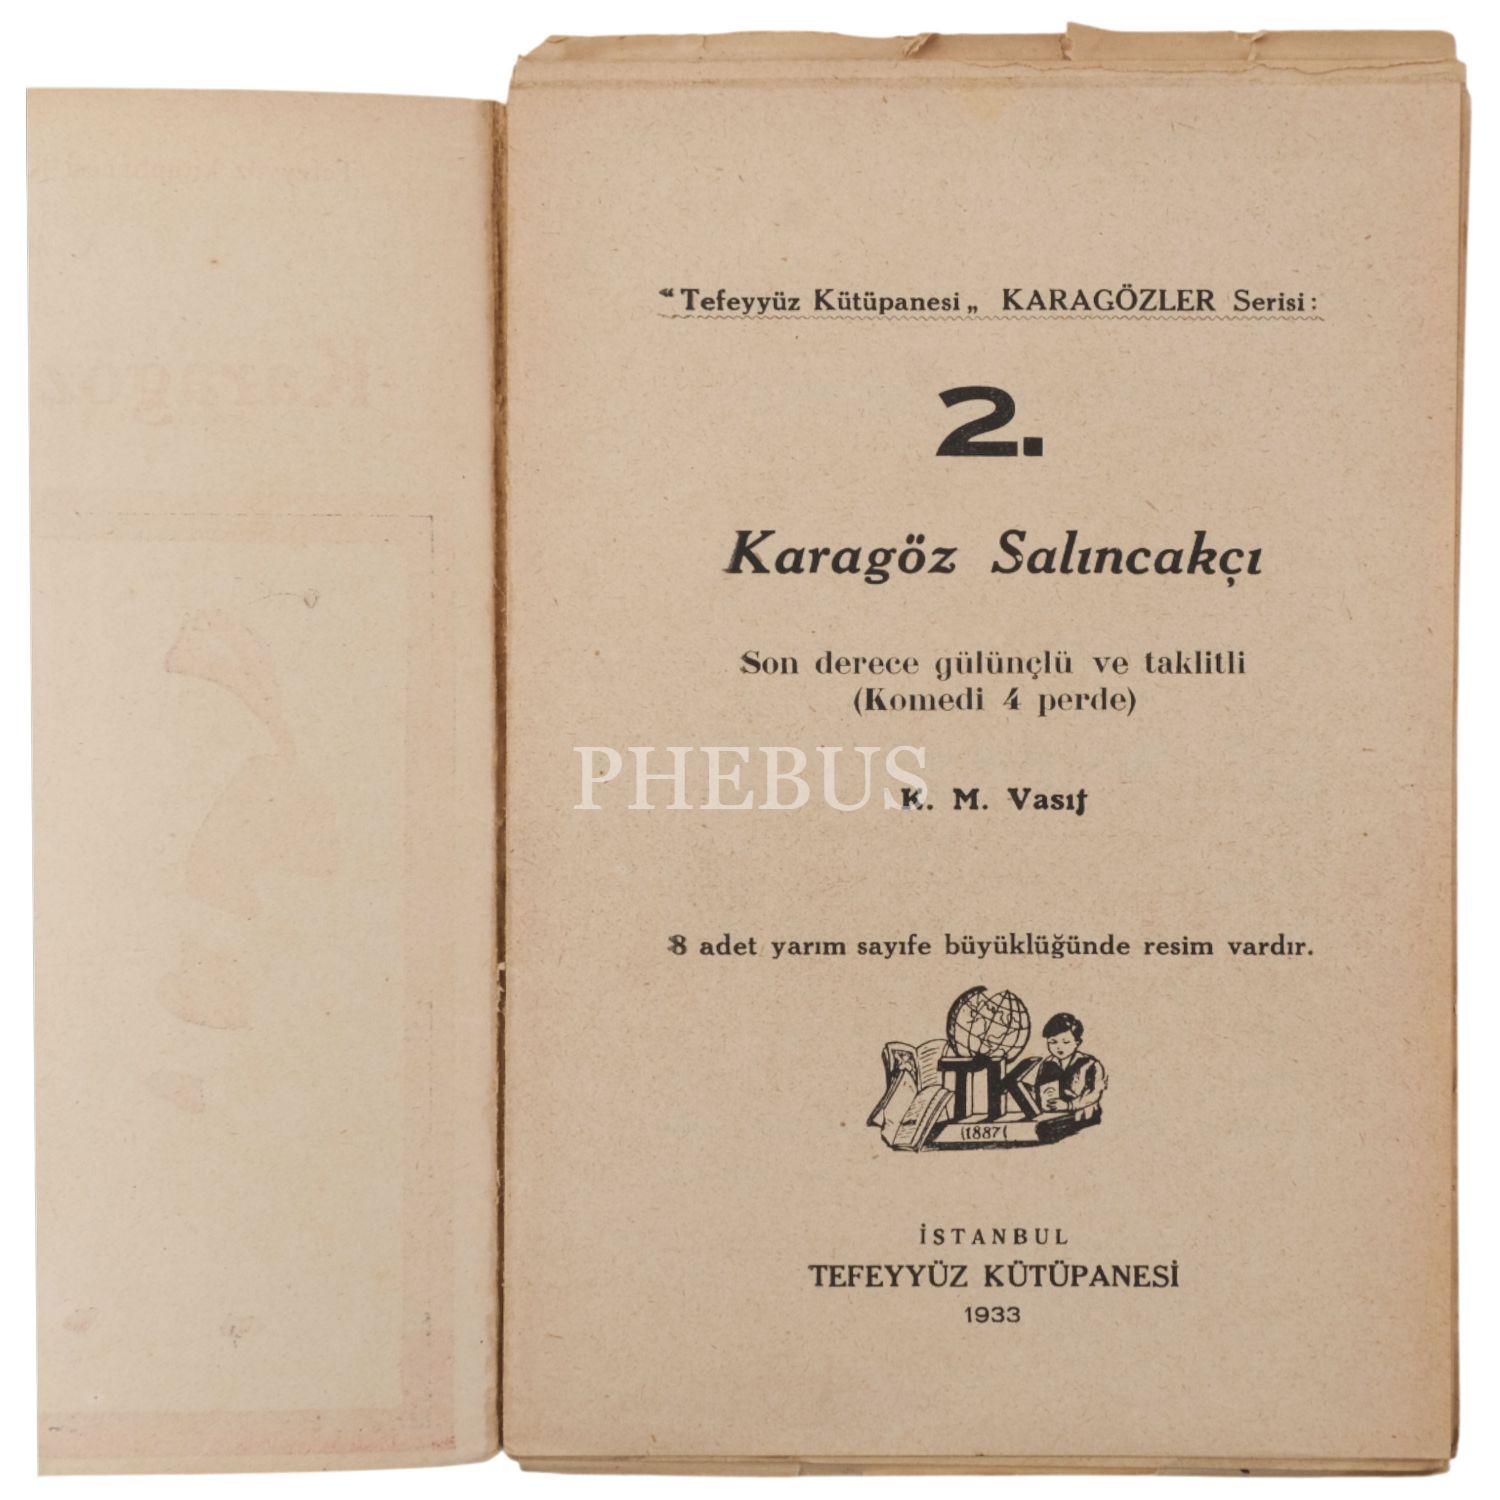 “Tefeyyüz Kütüpanesi„ KARAGÖZLER Serisi:
2.
Karagöz Salıncakçı
Son derece gülünçlü ve taklitli
(Komedi 4 perde)
PHEBUS
K. M. Vasıf
8 adet yarım sayıfe büyüklüğünde resim vardır.
TK
(1887(
İSTANBUL
TEFEYYÜZ KÜTÜPANESİ
1933